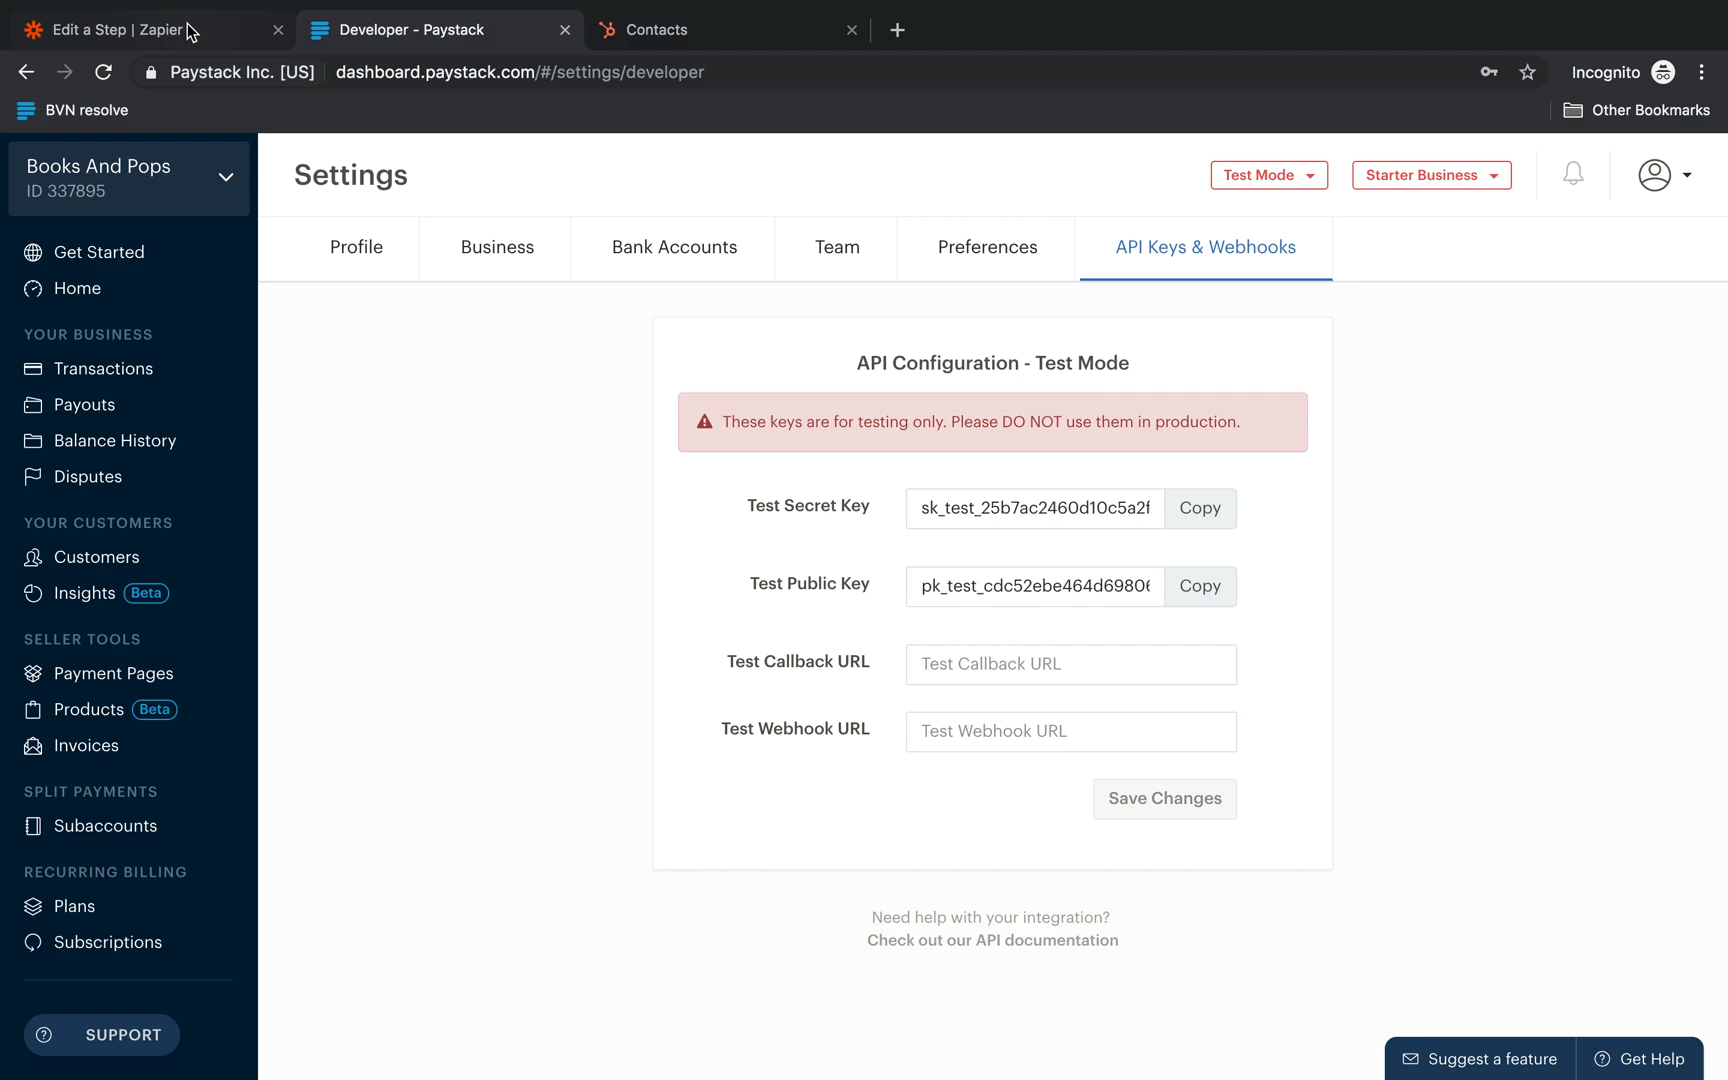 Edit a Step | Zapier
Developer - Paystack
Contacts
Paystack Inc. [US]
dashboard.paystack.com/#/settings/developer
Incognito
BVN resolve
Other Bookmarks
Books And Pops
ID 337895
Settings
Test Mode
Starter Business
Profile
Business
Bank Accounts
Team
Preferences
API Keys & Webhooks
Get Started
Home
YOUR BUSINESS
Transactions
Payouts
Balance History
Disputes
YOUR CUSTOMERS
Customers
Insights Beta
SELLER TOOLS
Payment Pages
Products Beta
Invoices
SPLIT PAYMENTS
Subaccounts
RECURRING BILLING
Plans
Subscriptions
SUPPORT
API Configuration - Test Mode
These keys are for testing only. Please DO NOT use them in production.
Test Secret Key
sk_test_25b7ac2460d10c5a2f
Copy
Test Public Key
pk_test_cdc52ebe464d69806
Copy
Test Callback URL
Test Callback URL
Test Webhook URL
Test Webhook URL
Save Changes
Need help with your integration?
Check out our API documentation
Suggest a feature
Get Help